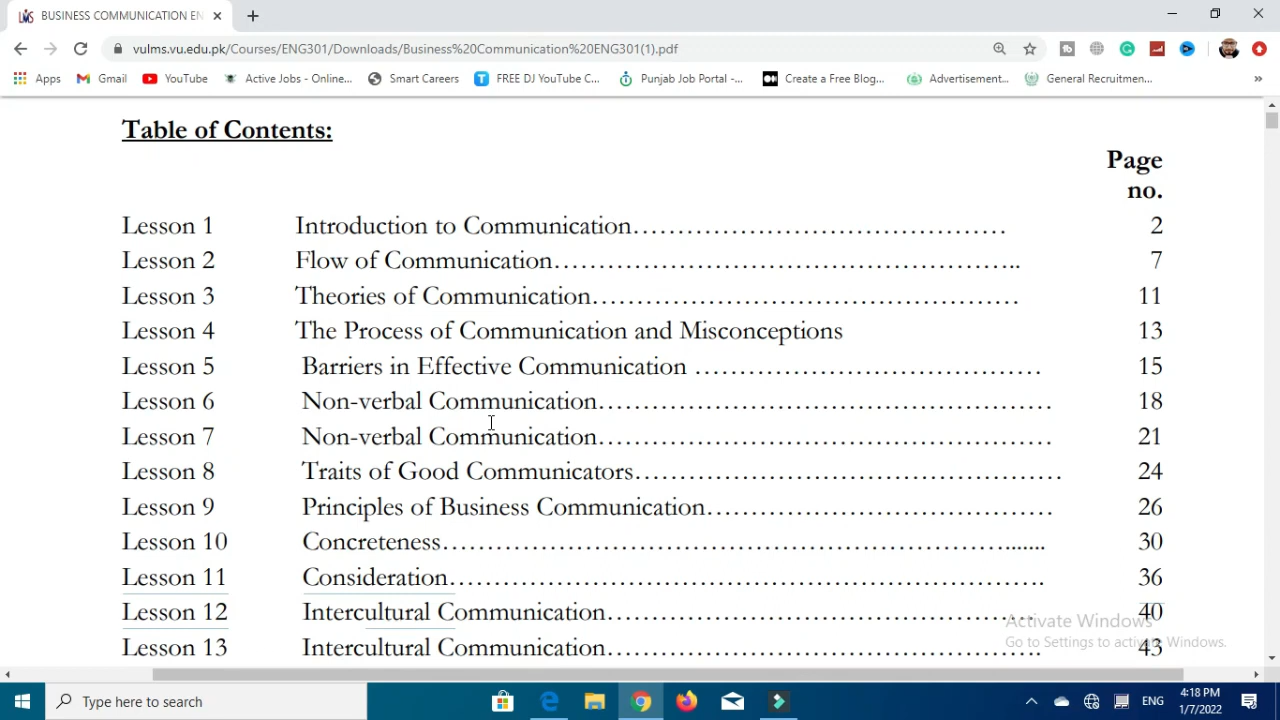 BUSINESS COMMUNICATION EN
vulms.vu.edu.pk/Courses/ENG301/Downloads/Business%20Communication%20ENG301(1).pdf
Apps Gmail YouTube Active Jobs - Online... Smart Careers FREE DJ YouTube C... Punjab Job Portal -... Create a Free Blog... Advertisement... General Recruitmen... »
Table of Contents:
Page
no.
Lesson 1 Introduction to Communication…………………………………… 2
Lesson 2 Flow of Communication…………………………………………….. 7
Lesson 3 Theories of Communication………………………………………… 11
Lesson 4 The Process of Communication and Misconceptions 13
Lesson 5 Barriers in Effective Communication ………………………………… 15
Lesson 6 Non-verbal Communication…………………………………………… 18
Lesson 7 Non-verbal Communication…………………………………………… 21
Lesson 8 Traits of Good Communicators………………………………………… 24
Lesson 9 Principles of Business Communication………………………………… 26
Lesson 10 Concreteness………………………………………………………....... 30
Lesson 11 Consideration…………………………………………………………. 36
Lesson 12 Intercultural Communication………………………………………… 40
Lesson 13 Intercultural Communication…………………………………………. 43
Activate Windows
Go to Settings to activate Windows.
Type here to search
ENG
4:18 PM
1/7/2022